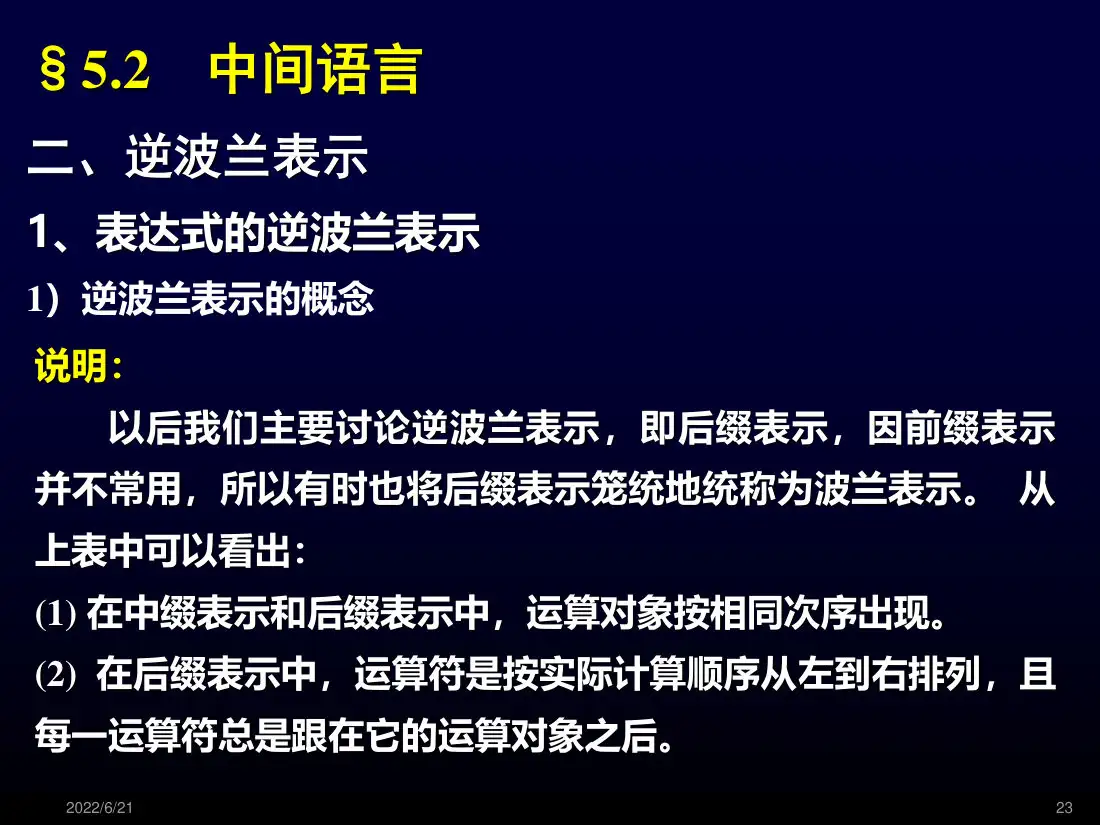 §5.2 中间语言
二、逆波兰表示
1、表达式的逆波兰表示
1）逆波兰表示的概念
说明：
以后我们主要讨论逆波兰表示，即后缀表示，因前缀表示
并不常用，所以有时也将后缀表示笼统地统称为波兰表示。 从
上表中可以看出：
(1) 在中缀表示和后缀表示中，运算对象按相同次序出现。
(2) 在后缀表示中，运算符是按实际计算顺序从左到右排列，且
每一运算符总是跟在它的运算对象之后。
2022/6/21
23